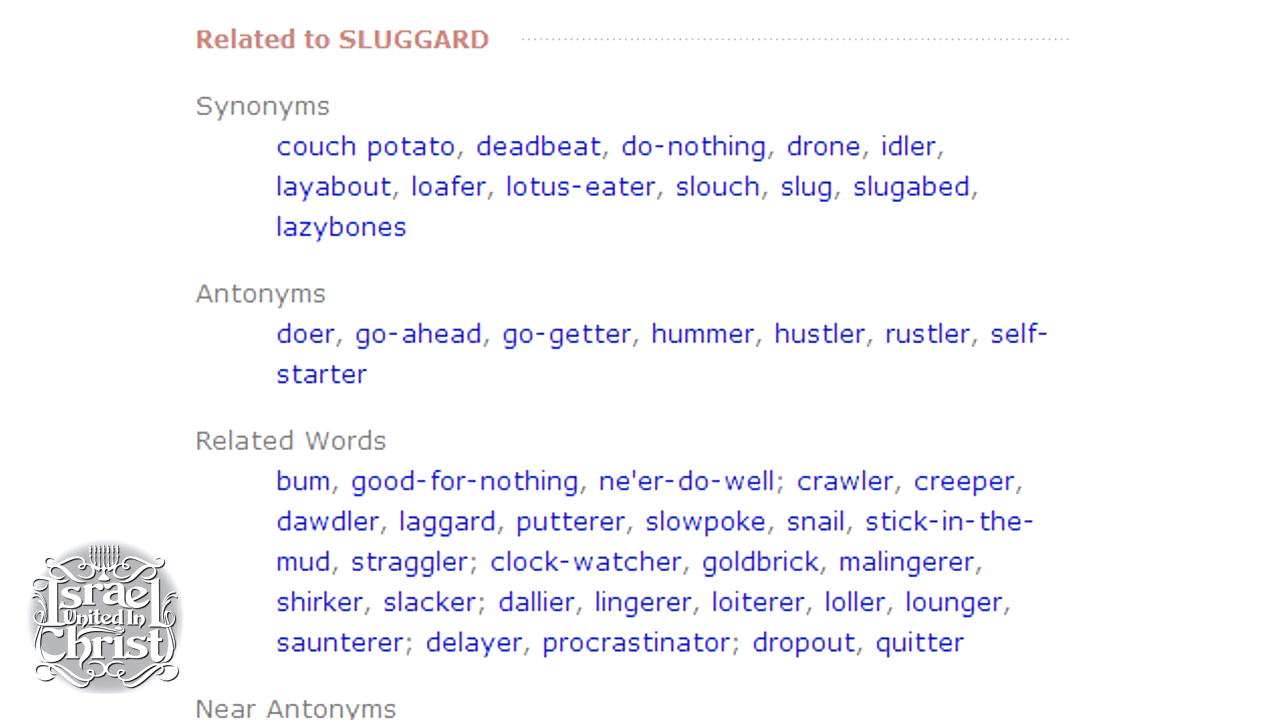 Related to SLUGGARD
Synonyms
couch potato, deadbeat, do-nothing, drone, idler,
layabout, loafer, lotus-eater, slouch, slug, slugabed,
lazybones
Antonyms
doer, go-ahead, go-getter, hummer, hustler, rustler, self-
starter
Related Words
bum, good-for-nothing, ne'er-do-well; crawler, creeper,
dawdler, laggard, putterer, slowpoke, snail, stick-in-the-
mud, straggler; clock-watcher, goldbrick, malingerer,
shirker, slacker; dallier, lingerer, loiterer, loller, lounger,
saunterer; delayer, procrastinator; dropout, quitter
Near Antonyms
Israel
United In
Christ